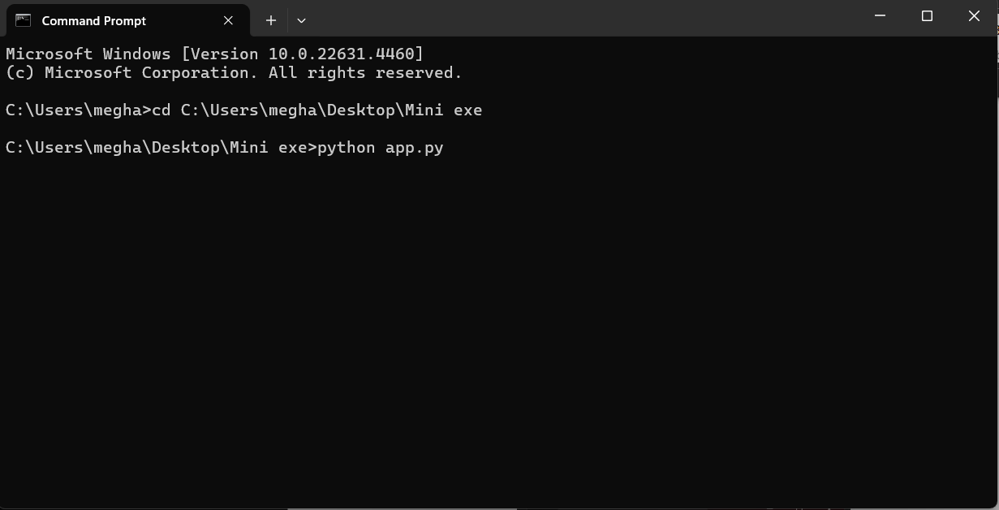 Command Prompt
Microsoft Windows [Version 10.0.22631.4460]
(c) Microsoft Corporation. All rights reserved.
C:\Users\megha>cd C:\Users\megha\Desktop\Mini exe
C:\Users\megha\Desktop\Mini exe>python app.py